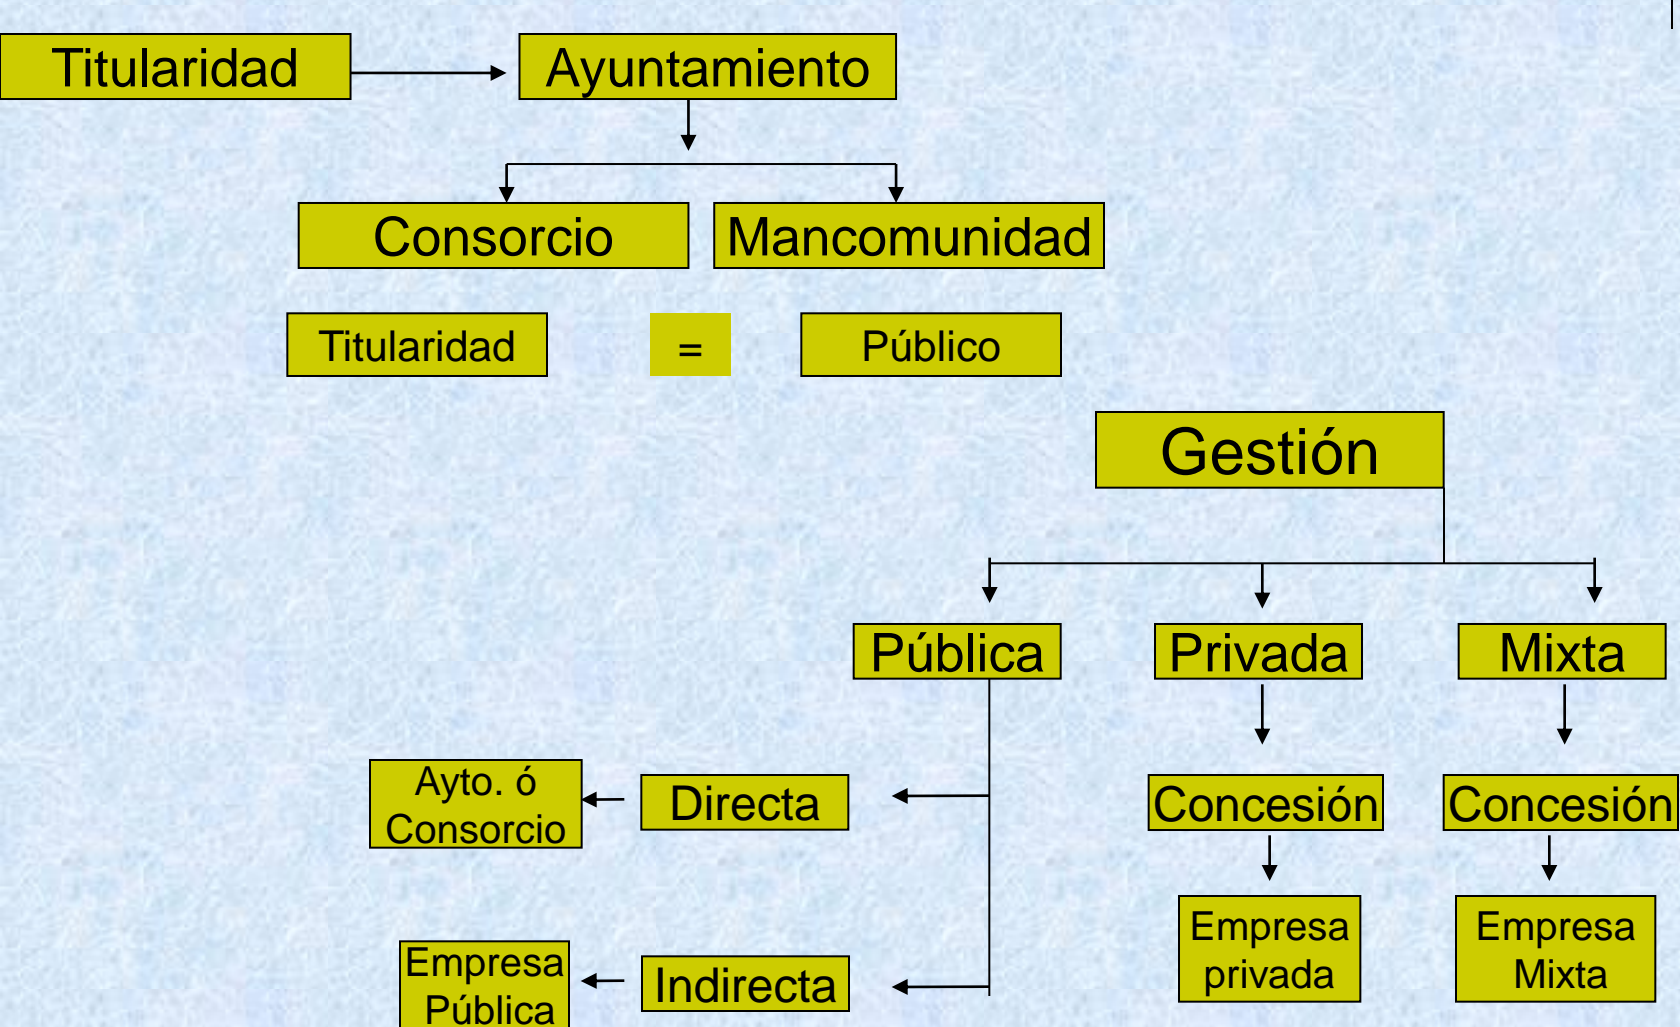 Titularidad
Ayuntamiento
Consorcio
Mancomunidad
Titularidad
=
Público
Gestión
Pública
Privada
Mixta
Ayto. ó
Consorcio
Directa
Concesión
Concesión
Empresa
Pública
Indirecta
Empresa
privada
Empresa
Mixta